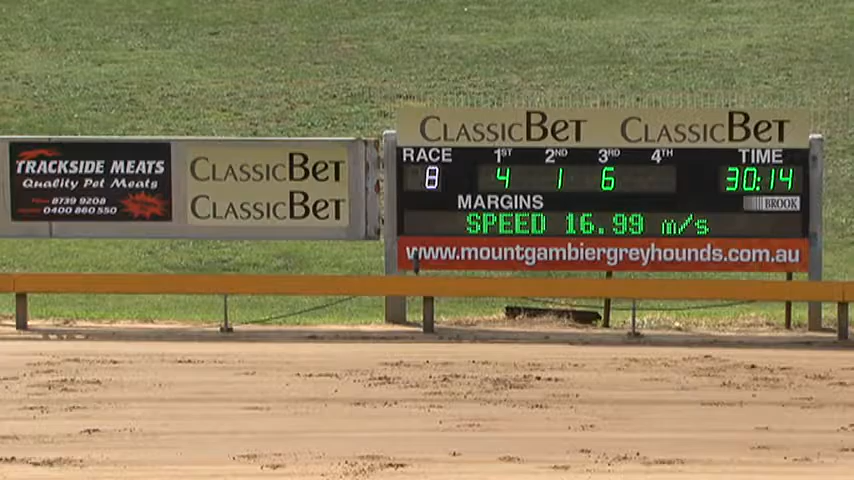 TRACKSIDE MEATS
Quality Pet Meats
8739 9208
0400 860 550
CLASSICBET
CLASSICBET
CLASSICBET CLASSICBET
RACE 1ST 2ND 3RD 4TH TIME
8 4 1 6 30:14
MARGINS BROOK
SPEED 16.99 m/s
www.mountgambiergreyhounds.com.au